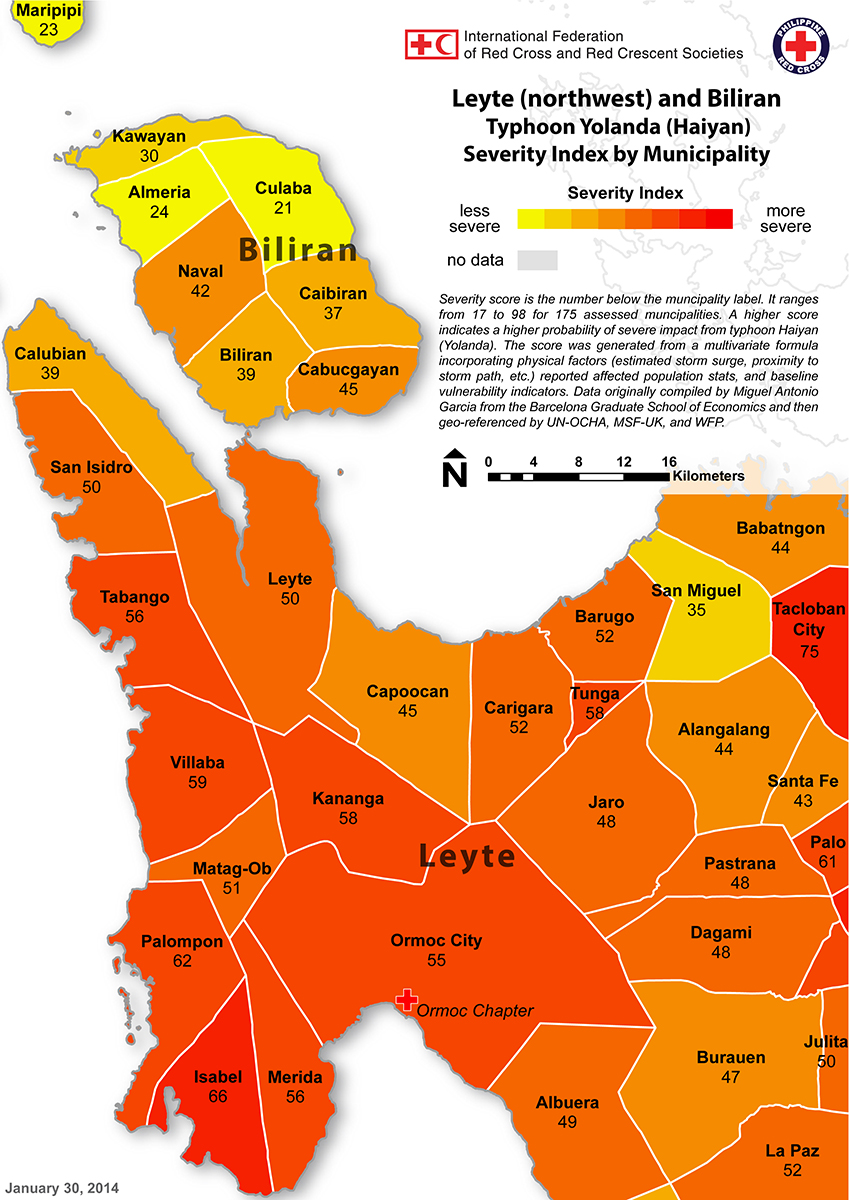 Maripipi
23
International Federation
of Red Cross and Red Crescent Societies
PHILIPPINE
RED CROSS
Leyte (northwest) and Biliran
Typhoon Yolanda (Haiyan)
Severity Index by Municipality
Severity Index
less
severe
more
severe
no data
Severity score is the number below the muncipality label. It ranges
from 17 to 98 for 175 assessed muncipalities. A higher score
indicates a higher probability of severe impact from typhoon Haiyan
(Yolanda). The score was generated from a multivariate formula
incorporating physical factors (estimated storm surge, proximity to
storm path, etc.) reported affected population stats, and baseline
vulnerability indicators. Data originally compiled by Miguel Antonio
Garcia from the Barcelona Graduate School of Economics and then
geo-referenced by UN-OCHA, MSF-UK, and WFP.
N
0 4 8 12 16
Kilometers
Kawayan
30
Almeria
24
Culaba
21
Biliran
Naval
42
Caibiran
37
Biliran
39
Cabucgayan
45
Calubian
39
San Isidro
50
Leyte
50
Tabango
56
Babatngon
44
San Miguel
35
Tacloban
City
75
Barugo
52
Tunga
58
Capoocan
45
Carigara
52
Alangalang
44
Santa Fe
43
Villaba
59
Kananga
58
Jaro
48
Leyte
Palo
61
Pastrana
48
Matag-Ob
51
Dagami
48
Palompon
62
Ormoc City
55
Ormoc Chapter
Julita
50
Burauen
47
Isabel
66
Merida
56
Albuera
49
La Paz
52
January 30, 2014